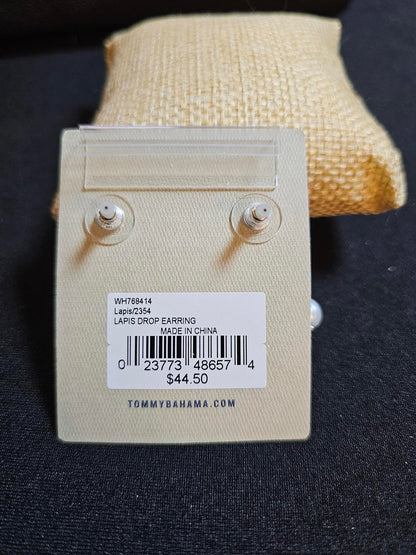 WH768414
Lapis/2354
LAPIS DROP EARRING
MADE IN CHINA
0 23773 48657 4
$44.50
TOMMYBAHAMA.COM